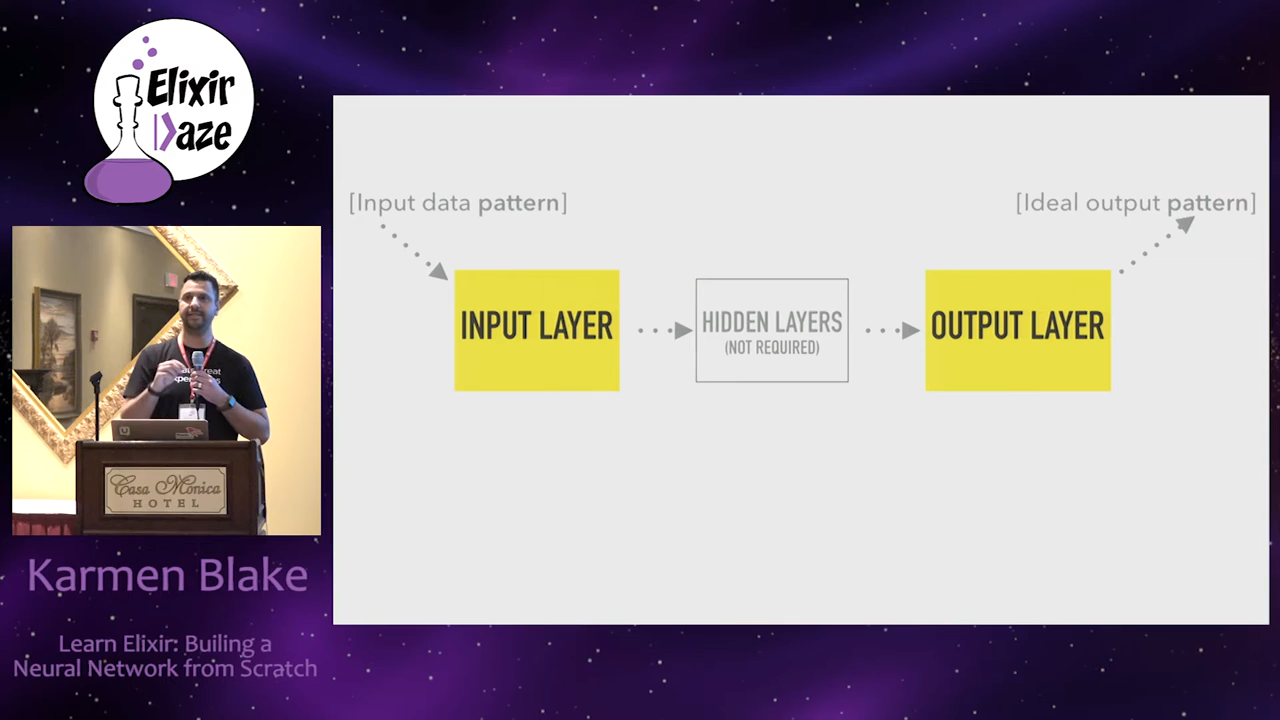 Elixir
Daze
[Input data pattern]
[Ideal output pattern]
INPUT LAYER
HIDDEN LAYERS
(NOT REQUIRED)
OUTPUT LAYER
Casa Monica
HOTEL
Karmen Blake
Learn Elixir: Builing a
Neural Network from Scratch